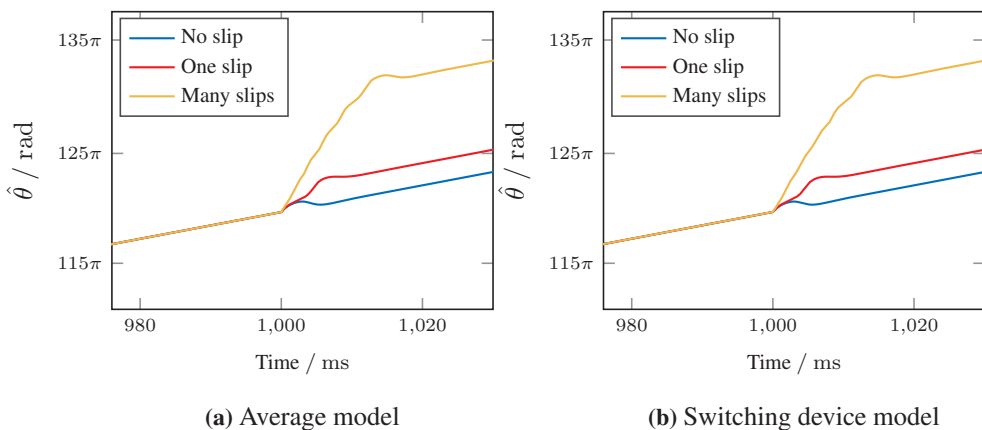 135π
125π
115π
θ̂ / rad
No slip
One slip
Many slips
980
1,000
1,020
Time / ms
(a) Average model
135π
125π
115π
θ̂ / rad
No slip
One slip
Many slips
980
1,000
1,020
Time / ms
(b) Switching device model